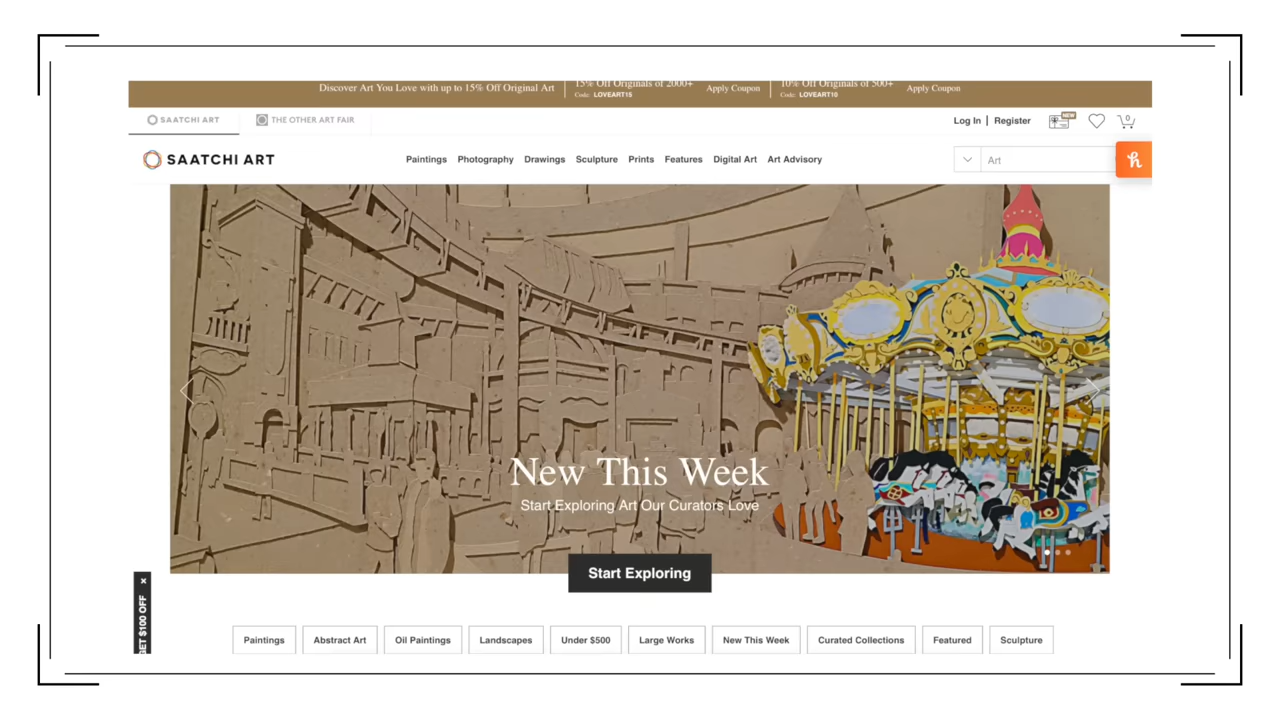 Discover Art You Love with up to 15% Off Original Art
15% Off Originals of 2000+
Code: LOVEART15
Apply Coupon
10% Off Originals of 500+
Code: LOVEART10
Apply Coupon
SAATCHI ART
THE OTHER ART FAIR
Log In | Register
NEW
0
SAATCHI ART
Paintings Photography Drawings Sculpture Prints Features Digital Art Art Advisory
Art
h
New This Week
Start Exploring Art Our Curators Love
Start Exploring
GET $100 OFF ×
Paintings Abstract Art Oil Paintings Landscapes Under $500 Large Works New This Week Curated Collections Featured Sculpture